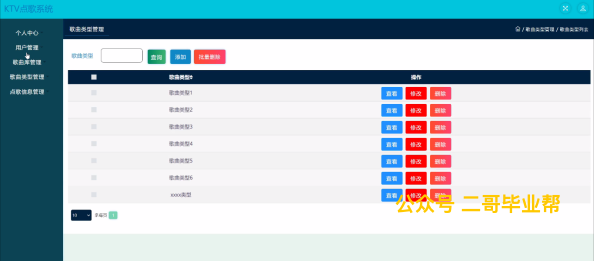 KTV点歌系统
个人中心
用户管理
歌曲库管理
歌曲类型管理
点歌信息管理
歌曲类型管理
/ 歌曲类型管理 / 歌曲类型列表
歌曲类型 查询 添加 批量删除
歌曲类型 操作
歌曲类型1 查看 修改 删除
歌曲类型2 查看 修改 删除
歌曲类型3 查看 修改 删除
歌曲类型4 查看 修改 删除
歌曲类型5 查看 修改 删除
歌曲类型6 查看 修改 删除
xxxx类型 查看 修改 删除
公众号 二哥毕业帮
10 1